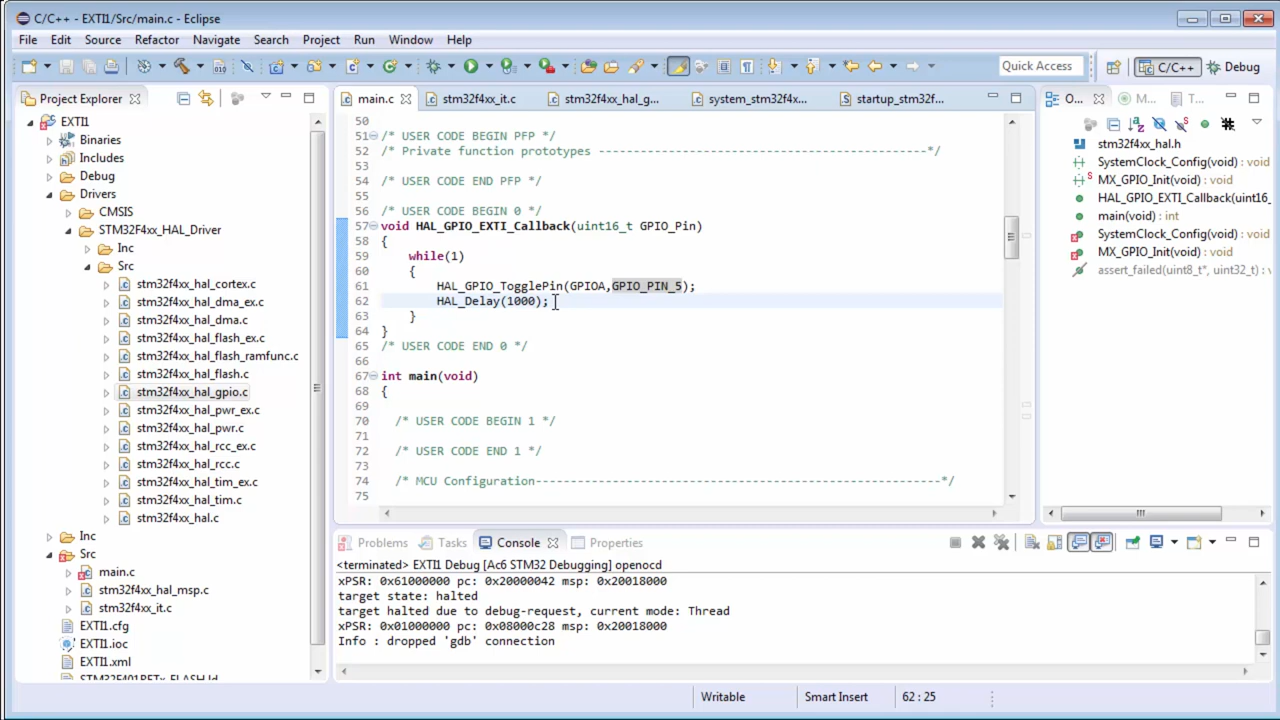 C/C++ - EXTI1/Src/main.c - Eclipse
File Edit Source Refactor Navigate Search Project Run Window Help
Quick Access
C/C++
Debug
Project Explorer
EXTI1
Binaries
Includes
Debug
Drivers
CMSIS
STM32F4xx_HAL_Driver
Inc
Src
stm32f4xx_hal_cortex.c
stm32f4xx_hal_dma_ex.c
stm32f4xx_hal_dma.c
stm32f4xx_hal_flash_ex.c
stm32f4xx_hal_flash_ramfunc.c
stm32f4xx_hal_flash.c
stm32f4xx_hal_gpio.c
stm32f4xx_hal_pwr_ex.c
stm32f4xx_hal_pwr.c
stm32f4xx_hal_rcc_ex.c
stm32f4xx_hal_rcc.c
stm32f4xx_hal_tim_ex.c
stm32f4xx_hal_tim.c
stm32f4xx_hal.c
Inc
Src
main.c
stm32f4xx_hal_msp.c
stm32f4xx_it.c
EXTI1.cfg
EXTI1.ioc
EXTI1.xml
STM32F401RETx_FLASH.ld
main.c stm32f4xx_it.c stm32f4xx_hal_g... system_stm32f4x... startup_stm32f...
50
51 /* USER CODE BEGIN PFP */
52 /* Private function prototypes -----------------------------------------------*/
53
54 /* USER CODE END PFP */
55
56 /* USER CODE BEGIN 0 */
57 void HAL_GPIO_EXTI_Callback(uint16_t GPIO_Pin)
58 {
59 while(1)
60 {
61 HAL_GPIO_TogglePin(GPIOA,GPIO_PIN_5);
62 HAL_Delay(1000);
63 }
64 }
65 /* USER CODE END 0 */
66
67 int main(void)
68 {
69
70 /* USER CODE BEGIN 1 */
71
72 /* USER CODE END 1 */
73
74 /* MCU Configuration----------------------------------------------------------*/
75
O... M... T...
stm32f4xx_hal.h
SystemClock_Config(void) : void
MX_GPIO_Init(void) : void
HAL_GPIO_EXTI_Callback(uint16_
main(void) : int
SystemClock_Config(void) : void
MX_GPIO_Init(void) : void
assert_failed(uint8_t*, uint32_t) : v
Problems Tasks Console Properties
<terminated> EXTI1 Debug [Ac6 STM32 Debugging] openocd
xPSR: 0x61000000 pc: 0x20000042 msp: 0x20018000
target state: halted
target halted due to debug-request, current mode: Thread
xPSR: 0x01000000 pc: 0x08000c28 msp: 0x20018000
Info : dropped 'gdb' connection
Writable Smart Insert 62 : 25